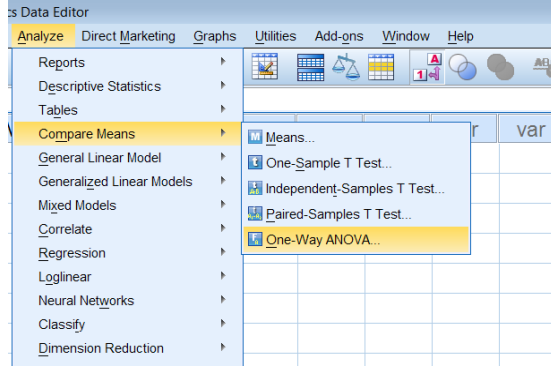 cs Data Editor
Analyze Direct Marketing Graphs Utilities Add-ons Window Help
Reports
Descriptive Statistics
Tables
Compare Means
General Linear Model
Generalized Linear Models
Mixed Models
Correlate
Regression
Loglinear
Neural Networks
Classify
Dimension Reduction
Means...
One-Sample T Test...
Independent-Samples T Test...
Paired-Samples T Test...
One-Way ANOVA...
var